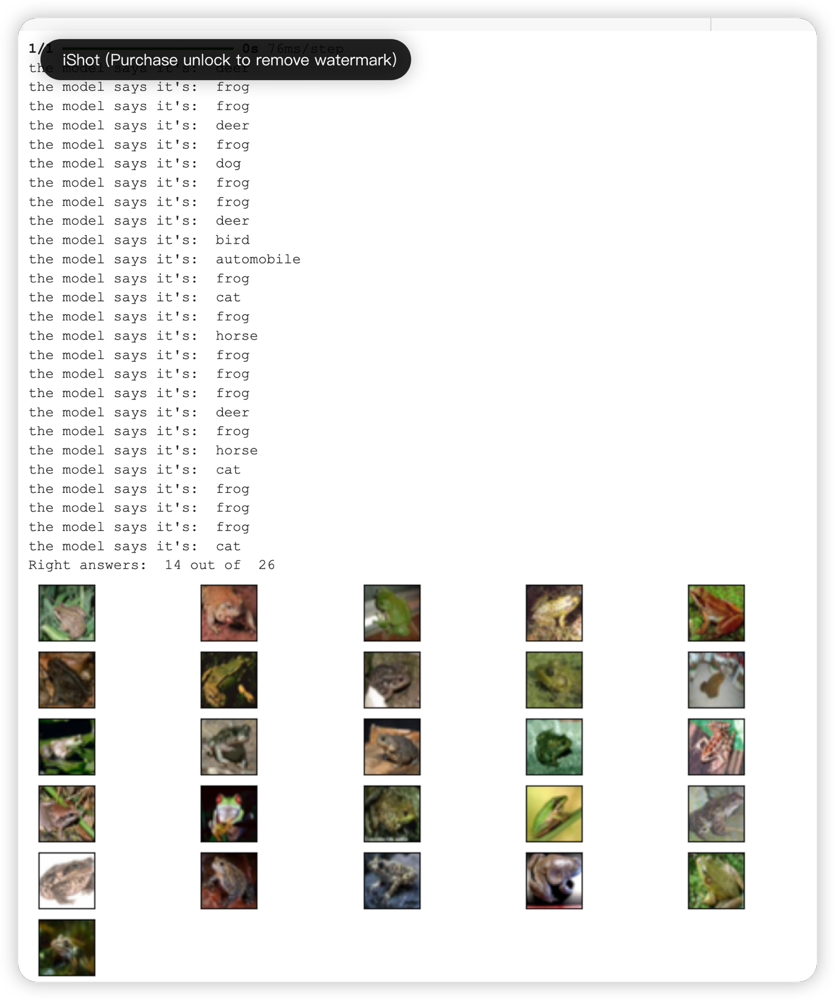 1/1 0s 76ms/step
iShot (Purchase unlock to remove watermark)
the model says it's: deer
the model says it's: frog
the model says it's: frog
the model says it's: deer
the model says it's: frog
the model says it's: dog
the model says it's: frog
the model says it's: frog
the model says it's: deer
the model says it's: bird
the model says it's: automobile
the model says it's: frog
the model says it's: cat
the model says it's: frog
the model says it's: horse
the model says it's: frog
the model says it's: frog
the model says it's: frog
the model says it's: deer
the model says it's: frog
the model says it's: horse
the model says it's: cat
the model says it's: frog
the model says it's: frog
the model says it's: frog
the model says it's: cat
Right answers: 14 out of 26